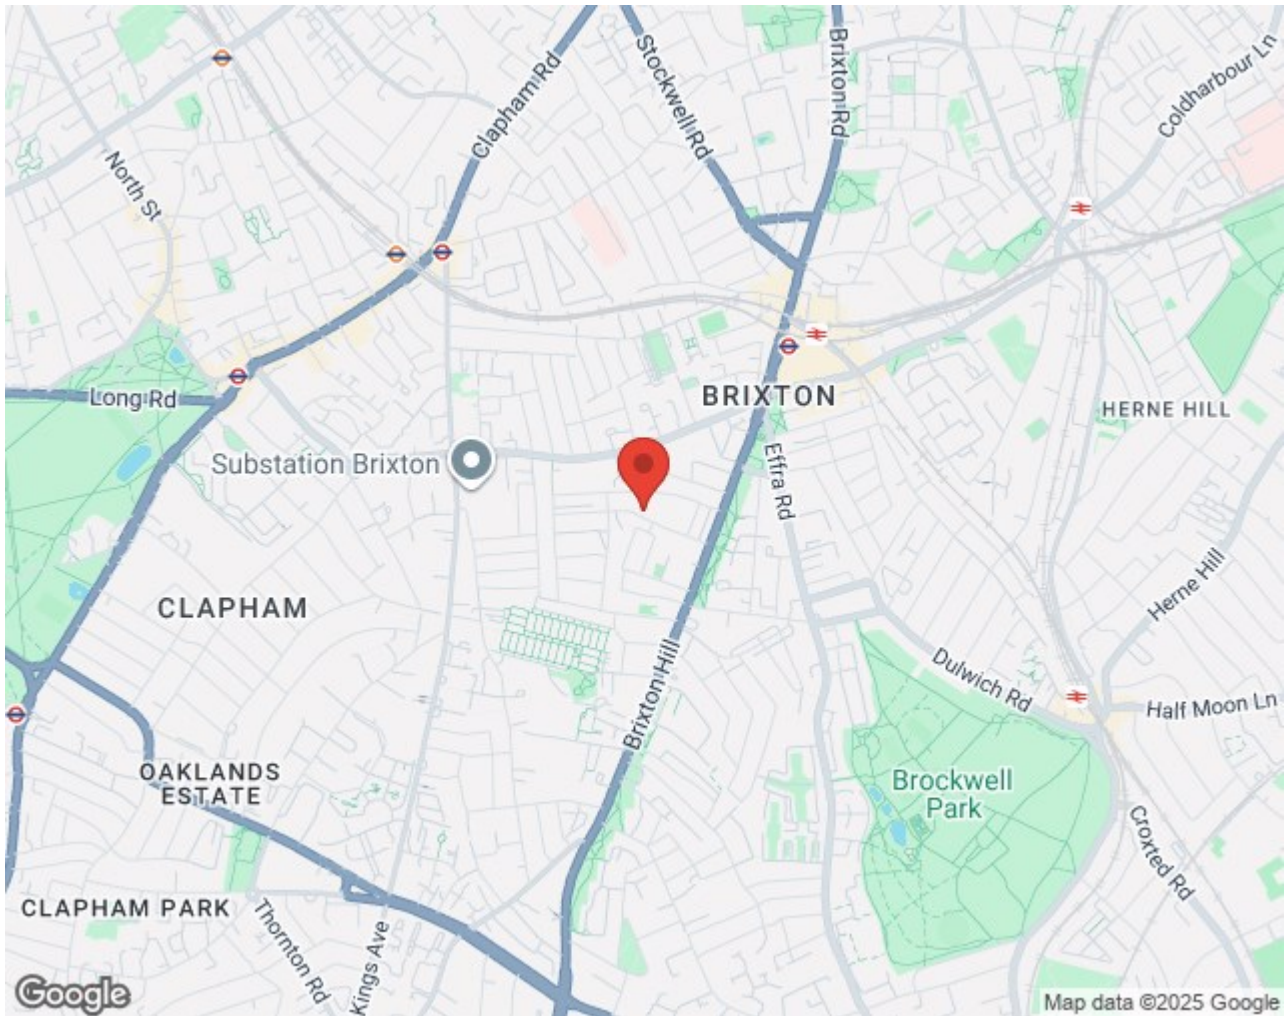 Clapham Rd
Stockwell Rd
Brixton Rd
Coldharbour Ln
North St
Long Rd
BRIXTON
HERNE HILL
Substation Brixton
Effra Rd
CLAPHAM
Herne Hill
Dulwich Rd
Brixton Hill
Half Moon Ln
OAKLANDS
ESTATE
Brockwell
Park
Croxted Rd
CLAPHAM PARK
Thornton Rd
Kings Ave
Google
Map data ©2025 Google